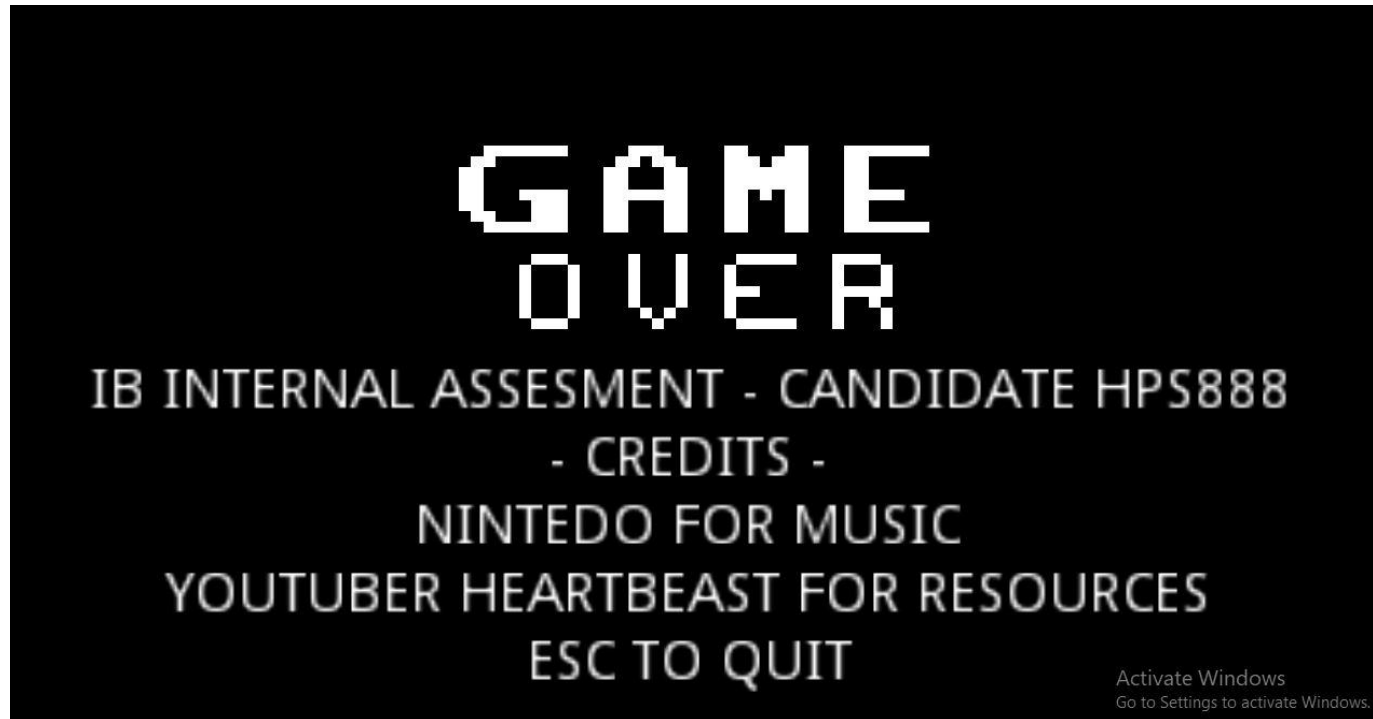 GAME
OVER
IB INTERNAL ASSESMENT - CANDIDATE HPS888
- CREDITS -
NINTEDO FOR MUSIC
YOUTUBER HEARTBEAST FOR RESOURCES
ESC TO QUIT
Activate Windows
Go to Settings to activate Windows.